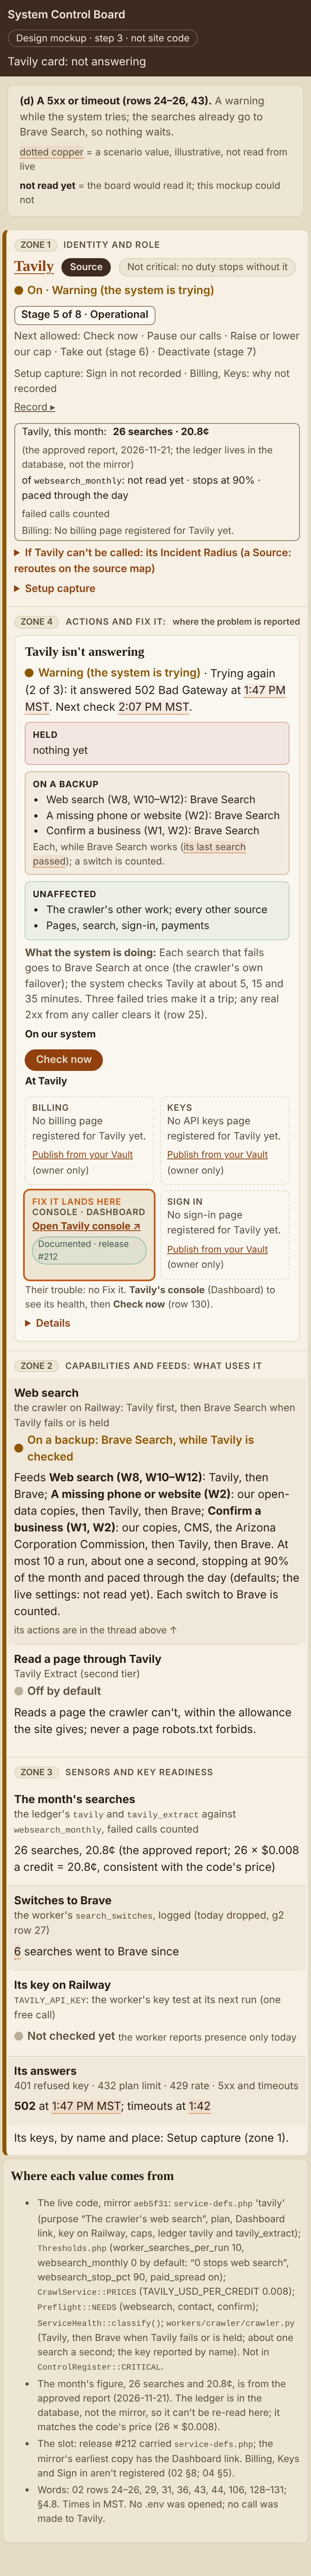 System Control Board
Design mockup · step 3 · not site code
Tavily card: not answering
(d) A 5xx or timeout (rows 24–26, 43). A warning
while the system tries; the searches already go to
Brave Search, so nothing waits.
dotted copper = a scenario value, illustrative, not read from
live
not read yet = the board would read it; this mockup could
not
ZONE 1 IDENTITY AND ROLE
Tavily Source Not critical: no duty stops without it
On · Warning (the system is trying)
Stage 5 of 8 · Operational
Next allowed: Check now · Pause our calls · Raise or lower
our cap · Take out (stage 6) · Deactivate (stage 7)
Setup capture: Sign in not recorded · Billing, Keys: why not
recorded
Record ▸
Tavily, this month: 26 searches · 20.8¢
(the approved report, 2026-11-21; the ledger lives in the
database, not the mirror)
of websearch_monthly: not read yet · stops at 90% ·
paced through the day
failed calls counted
Billing: No billing page registered for Tavily yet.
▶ If Tavily can't be called: its Incident Radius (a Source:
reroutes on the source map)
▶ Setup capture
ZONE 4 ACTIONS AND FIX IT: where the problem is reported
Tavily isn't answering
Warning (the system is trying) · Trying again
(2 of 3): it answered 502 Bad Gateway at 1:47 PM
MST. Next check 2:07 PM MST.
HELD
nothing yet
ON A BACKUP
• Web search (W8, W10–W12): Brave Search
• A missing phone or website (W2): Brave Search
• Confirm a business (W1, W2): Brave Search
Each, while Brave Search works (its last search
passed); a switch is counted.
UNAFFECTED
• The crawler's other work; every other source
• Pages, search, sign-in, payments
What the system is doing: Each search that fails
goes to Brave Search at once (the crawler's own
failover); the system checks Tavily at about 5, 15 and
35 minutes. Three failed tries make it a trip; any real
2xx from any caller clears it (row 25).
On our system
Check now
At Tavily
BILLING
No billing page
registered for Tavily yet.
Publish from your Vault
(owner only)
KEYS
No API keys page
registered for Tavily yet.
Publish from your Vault
(owner only)
FIX IT LANDS HERE
CONSOLE · DASHBOARD
Open Tavily console ↗
Documented · release
#212
SIGN IN
No sign-in page
registered for Tavily yet.
Publish from your Vault
(owner only)
Their trouble: no Fix it. Tavily's console (Dashboard) to
see its health, then Check now (row 130).
▶ Details
ZONE 2 CAPABILITIES AND FEEDS: WHAT USES IT
Web search
the crawler on Railway: Tavily first, then Brave Search when
Tavily fails or is held
On a backup: Brave Search, while Tavily is
checked
Feeds Web search (W8, W10–W12): Tavily, then
Brave; A missing phone or website (W2): our open-
data copies, then Tavily, then Brave; Confirm a
business (W1, W2): our copies, CMS, the Arizona
Corporation Commission, then Tavily, then Brave. At
most 10 a run, about one a second, stopping at 90%
of the month and paced through the day (defaults; the
live settings: not read yet). Each switch to Brave is
counted.
its actions are in the thread above ↑
Read a page through Tavily
Tavily Extract (second tier)
Off by default
Reads a page the crawler can't, within the allowance
the site gives; never a page robots.txt forbids.
ZONE 3 SENSORS AND KEY READINESS
The month's searches
the ledger's tavily and tavily_extract against
websearch_monthly, failed calls counted
26 searches, 20.8¢ (the approved report; 26 × $0.008
a credit = 20.8¢, consistent with the code's price)
Switches to Brave
the worker's search_switches, logged (today dropped, g2
row 27)
6 searches went to Brave since
Its key on Railway
TAVILY_API_KEY: the worker's key test at its next run (one
free call)
Not checked yet the worker reports presence only today
Its answers
401 refused key · 432 plan limit · 429 rate · 5xx and timeouts
502 at 1:47 PM MST; timeouts at 1:42
Its keys, by name and place: Setup capture (zone 1).
Where each value comes from
• The live code, mirror aeb5f31: service-defs.php 'tavily'
(purpose “The crawler's web search”, plan, Dashboard
link, key on Railway, caps, ledger tavily and tavily_extract);
Thresholds.php (worker_searches_per_run 10,
websearch_monthly 0 by default: “0 stops web search”,
websearch_stop_pct 90, paid_spread on);
CrawlService::PRICES (TAVILY_USD_PER_CREDIT 0.008);
Preflight::NEEDS (websearch, contact, confirm);
ServiceHealth::classify(); workers/crawler/crawler.py
(Tavily, then Brave when Tavily fails or is held; about one
search a second; the key reported by name). Not in
ControlRegister::CRITICAL.
• The month's figure, 26 searches and 20.8¢, is from the
approved report (2026-11-21). The ledger is in the
database, not the mirror, so it can't be re-read here; it
matches the code's price (26 × $0.008).
• The slot: release #212 carried service-defs.php; the
mirror's earliest copy has the Dashboard link. Billing, Keys
and Sign in aren't registered (02 §8; 04 §5).
• Words: 02 rows 24–26, 29, 31, 36, 43, 44, 106, 128–131;
§4.8. Times in MST. No .env was opened; no call was
made to Tavily.